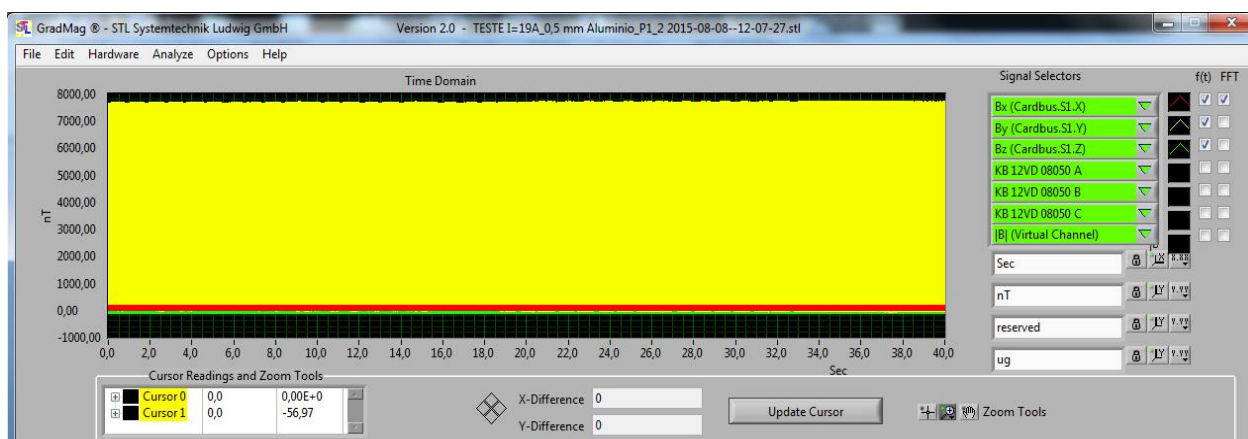 GradMag ® - STL Systemtechnik Ludwig GmbH Version 2.0 - TESTE I=19A_0,5 mm Aluminio_P1_2 2015-08-08--12-07-27.stl
File Edit Hardware Analyze Options Help
Time Domain
8000,00
7000,00
6000,00
5000,00
4000,00
3000,00
2000,00
1000,00
0,00
-1000,00
nT
0,0 2,0 4,0 6,0 8,0 10,0 12,0 14,0 16,0 18,0 20,0 22,0 24,0 26,0 28,0 30,0 32,0 34,0 36,0 38,0 40,0
Sec
Signal Selectors f(t) FFT
Bx (Cardbus.S1.X)
By (Cardbus.S1.Y)
Bz (Cardbus.S1.Z)
KB 12VD 08050 A
KB 12VD 08050 B
KB 12VD 08050 C
|B| (Virtual Channel)
Sec
nT
reserved
ug
Cursor Readings and Zoom Tools
Cursor 0 0,0 0,00E+0
Cursor 1 0,0 -56,97
X-Difference 0
Y-Difference 0
Update Cursor
Zoom Tools